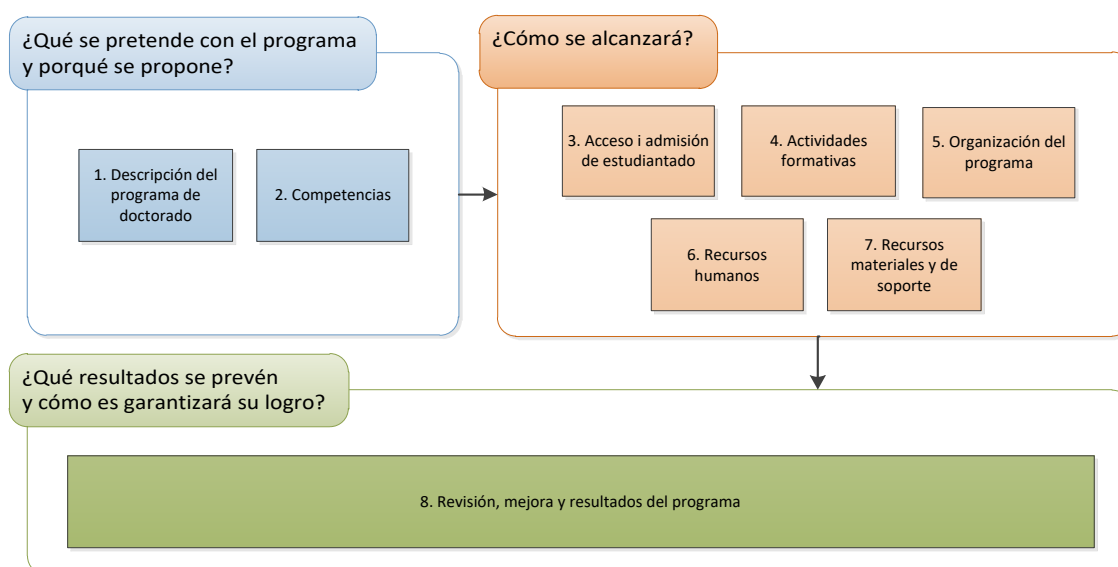 ¿Qué se pretende con el programa
y porqué se propone?
1. Descripción del
programa de
doctorado
2. Competencias
¿Cómo se alcanzará?
3. Acceso i admisión
de estudiantado
4. Actividades
formativas
5. Organización del
programa
6. Recursos
humanos
7. Recursos
materiales y de
soporte
¿Qué resultados se prevén
y cómo es garantizará su logro?
8. Revisión, mejora y resultados del programa